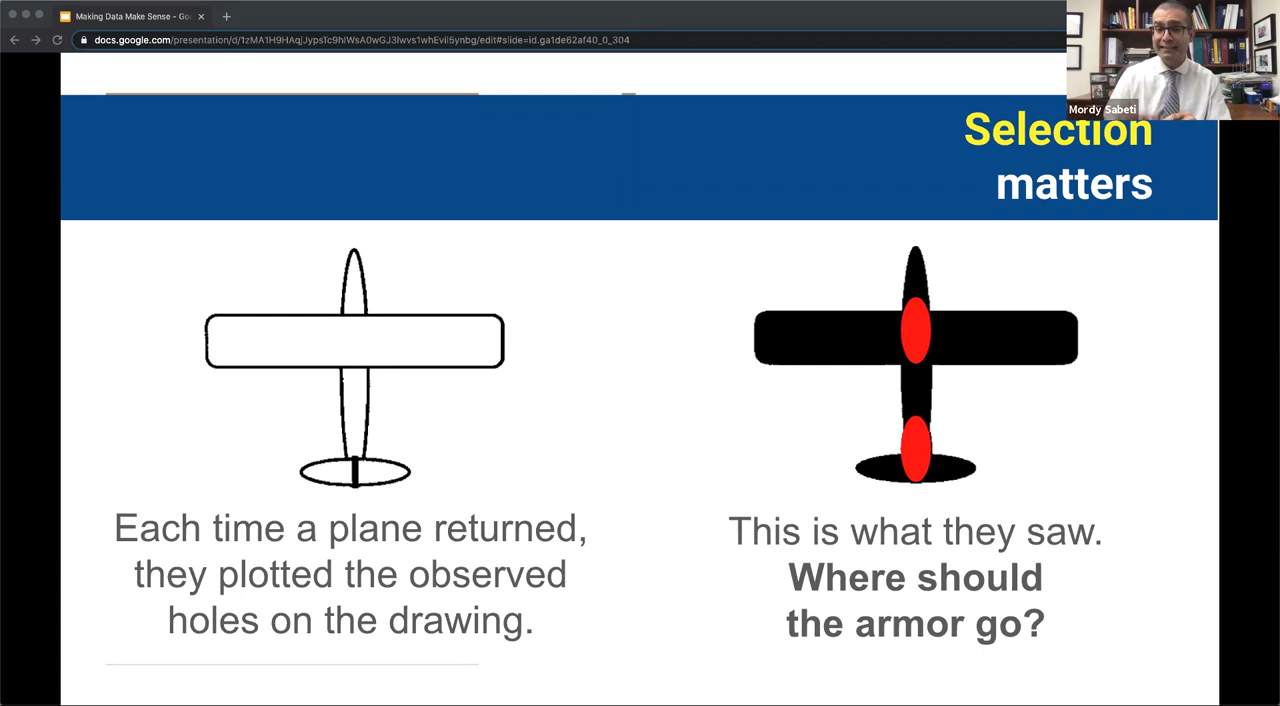 Making Data Make Sense - Goo
docs.google.com/presentation/d/1zMA1H9HAqjJypsTc9hIWsA0wGJ3Iwvs1whEviI5ynbg/edit#slide=id.ga1de62af40_0_304
Mordy Sabeti
Selection
matters
Each time a plane returned,
they plotted the observed
holes on the drawing.
This is what they saw.
Where should
the armor go?